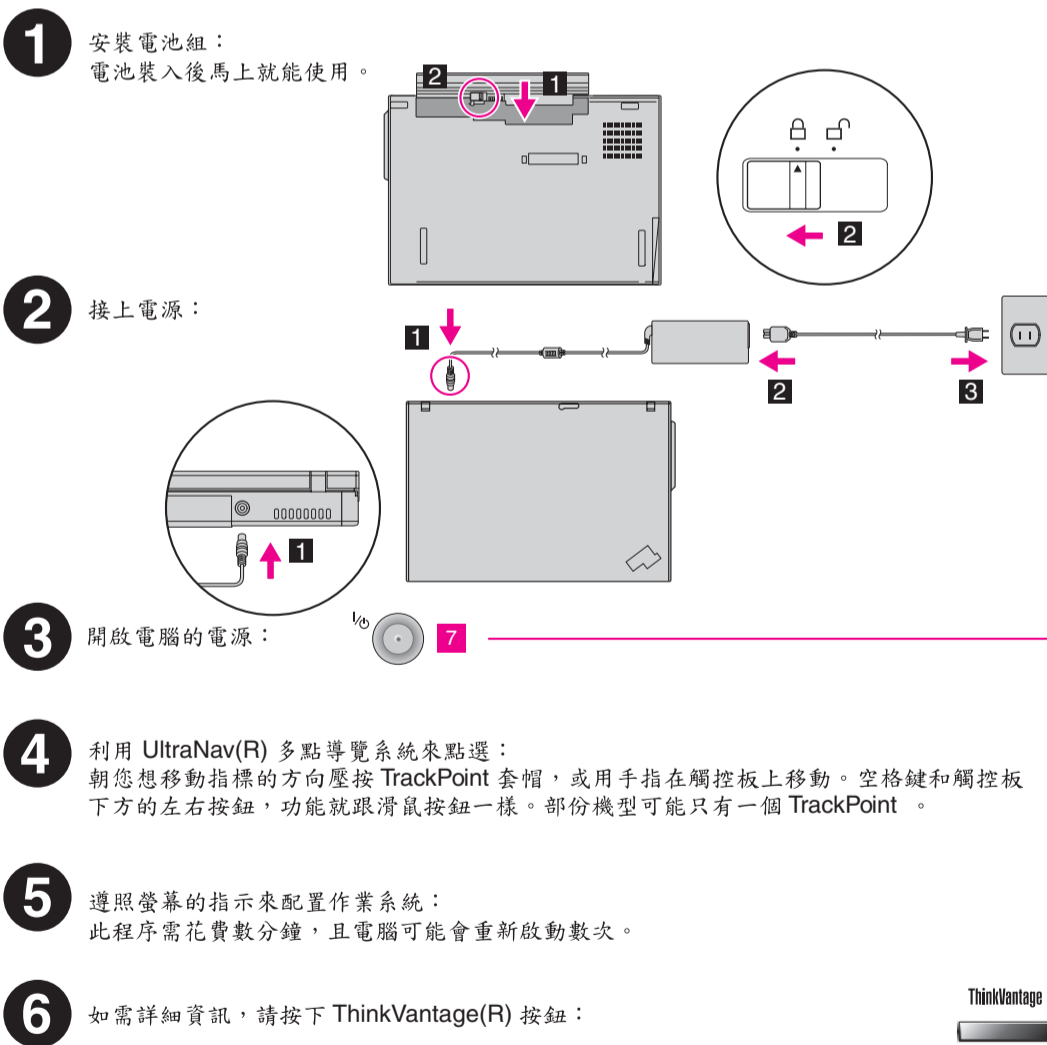 1
安裝電池組：
電池裝入後馬上就能使用。
2
1
2
2
接上電源：
1
2
3
1
3
開啟電腦的電源：
7
4
利用 UltraNav(R) 多點導覽系統來點選：
朝您想移動指標的方向壓按 TrackPoint 套帽，或用手指在觸控板上移動。空格鍵和觸控板
下方的左右按鈕，功能就跟滑鼠按鈕一樣。部份機型可能只有一個 TrackPoint 。
5
遵照螢幕的指示來配置作業系統：
此程序需花費數分鐘，且電腦可能會重新啟動數次。
6
如需詳細資訊，請按下 ThinkVantage(R) 按鈕：
ThinkVantage